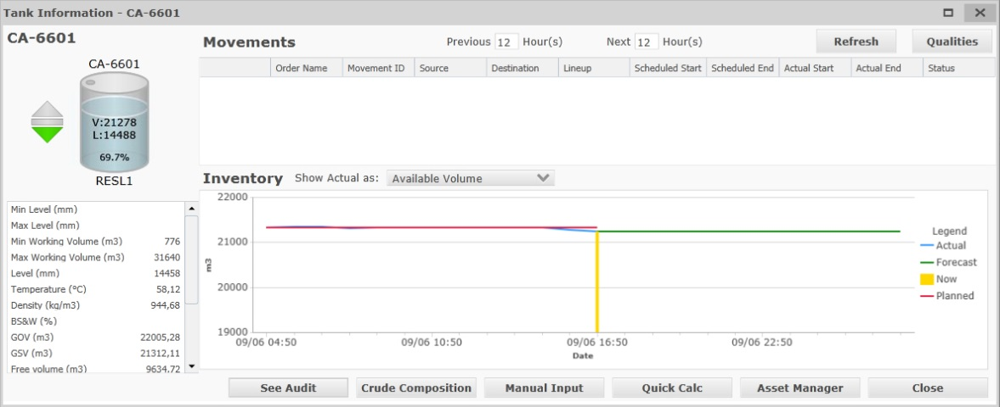 Tank Information - CA-6601
CA-6601
CA-6601
V:21278
L:14488
69.7%
RESL1
Min Level (mm)
Max Level (mm)
Min Working Volume (m3) 776
Max Working Volume (m3) 31640
Level (mm) 14458
Temperature (°C) 58,12
Density (kg/m3) 944,68
BS&W (%)
GOV (m3) 22005,28
GSV (m3) 21312,11
Free volume (m3) 9634,72
Movements Previous 12 Hour(s) Next 12 Hour(s) Refresh Qualities
Order Name Movement ID Source Destination Lineup Scheduled Start Scheduled End Actual Start Actual End Status
Inventory Show Actual as: Available Volume
22000
21000
20000
19000
m3
09/06 04:50 09/06 10:50 09/06 16:50 09/06 22:50
Date
Legend
Actual
Forecast
Now
Planned
See Audit Crude Composition Manual Input Quick Calc Asset Manager Close